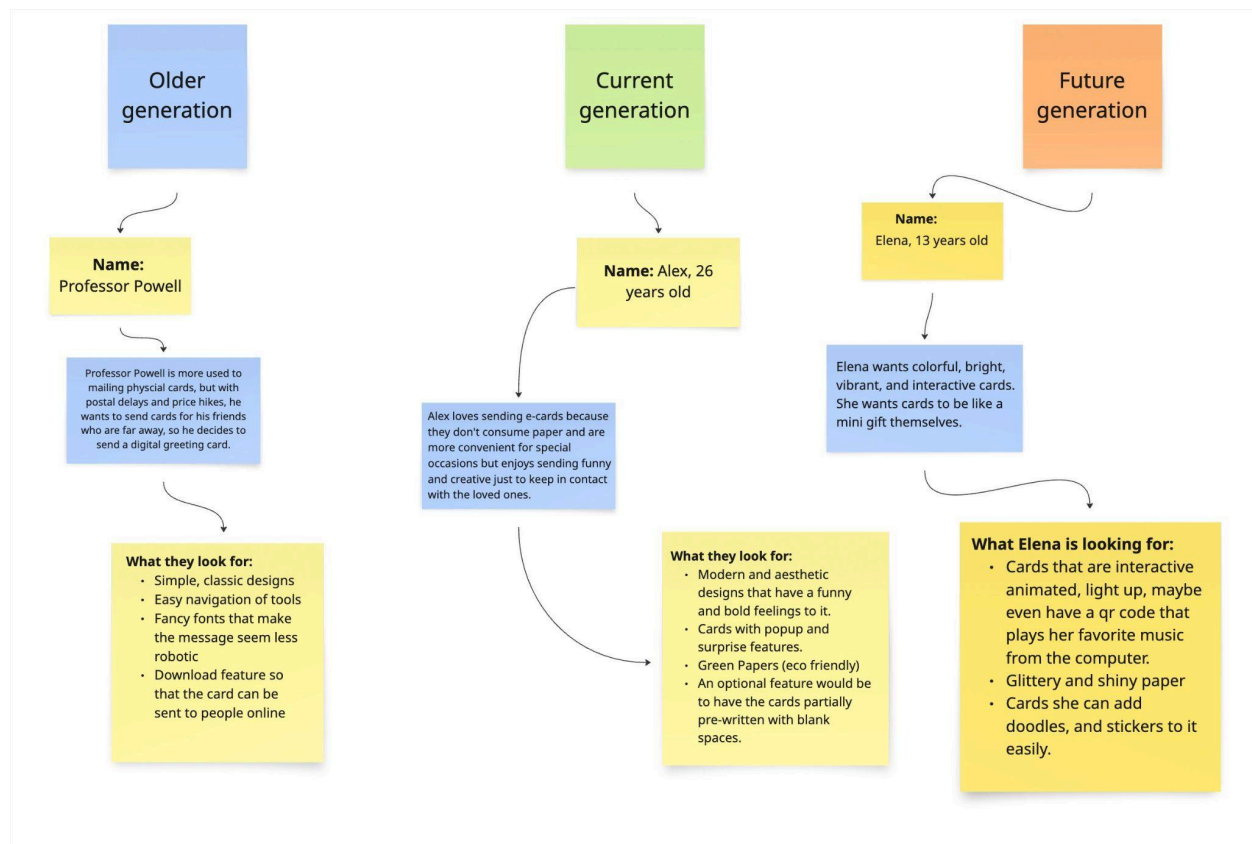 Older
generation
Name:
Professor Powell
Professor Powell is more used to
mailing physcial cards, but with
postal delays and price hikes, he
wants to send cards for his friends
who are far away, so he decides to
send a digital greeting card.
What they look for:
· Simple, classic designs
· Easy navigation of tools
· Fancy fonts that make
the message seem less
robotic
· Download feature so
that the card can be
sent to people online
Current
generation
Name: Alex, 26
years old
Alex loves sending e-cards because
they don't consume paper and are
more convenient for special
occasions but enjoys sending funny
and creative just to keep in contact
with the loved ones.
What they look for:
· Modern and aesthetic
designs that have a funny
and bold feelings to it.
· Cards with popup and
surprise features.
· Green Papers (eco friendly)
· An optional feature would be
to have the cards partially
pre-written with blank
spaces.
Future
generation
Name:
Elena, 13 years old
Elena wants colorful, bright,
vibrant, and interactive cards.
She wants cards to be like a
mini gift themselves.
What Elena is looking for:
· Cards that are interactive
animated, light up, maybe
even have a qr code that
plays her favorite music
from the computer.
· Glittery and shiny paper
· Cards she can add
doodles, and stickers to it
easily.